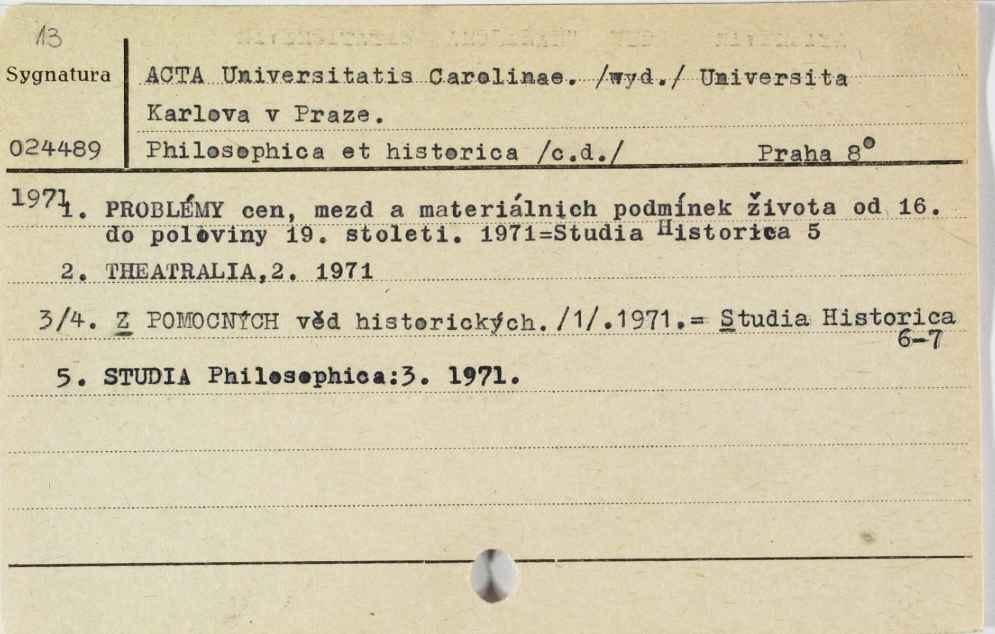 13
Sygnatura
ACTA Universitatis Carolinae. /wyd./ Universita
Karlova v Praze.
024489
Philosophica et historica /c.d./ Praha 8°
1971
1. PROBLÉMY cen, mezd a materiálnich podmínek života od 16.
do poloviny 19. stoleti. 1971=Studia Historica 5
2. THEATRALIA,2. 1971
3/4. Z POMOCNÝCH věd historických. /1/.1971.= Studia Historica
6-7
5. STUDIA Philosophica:3. 1971.